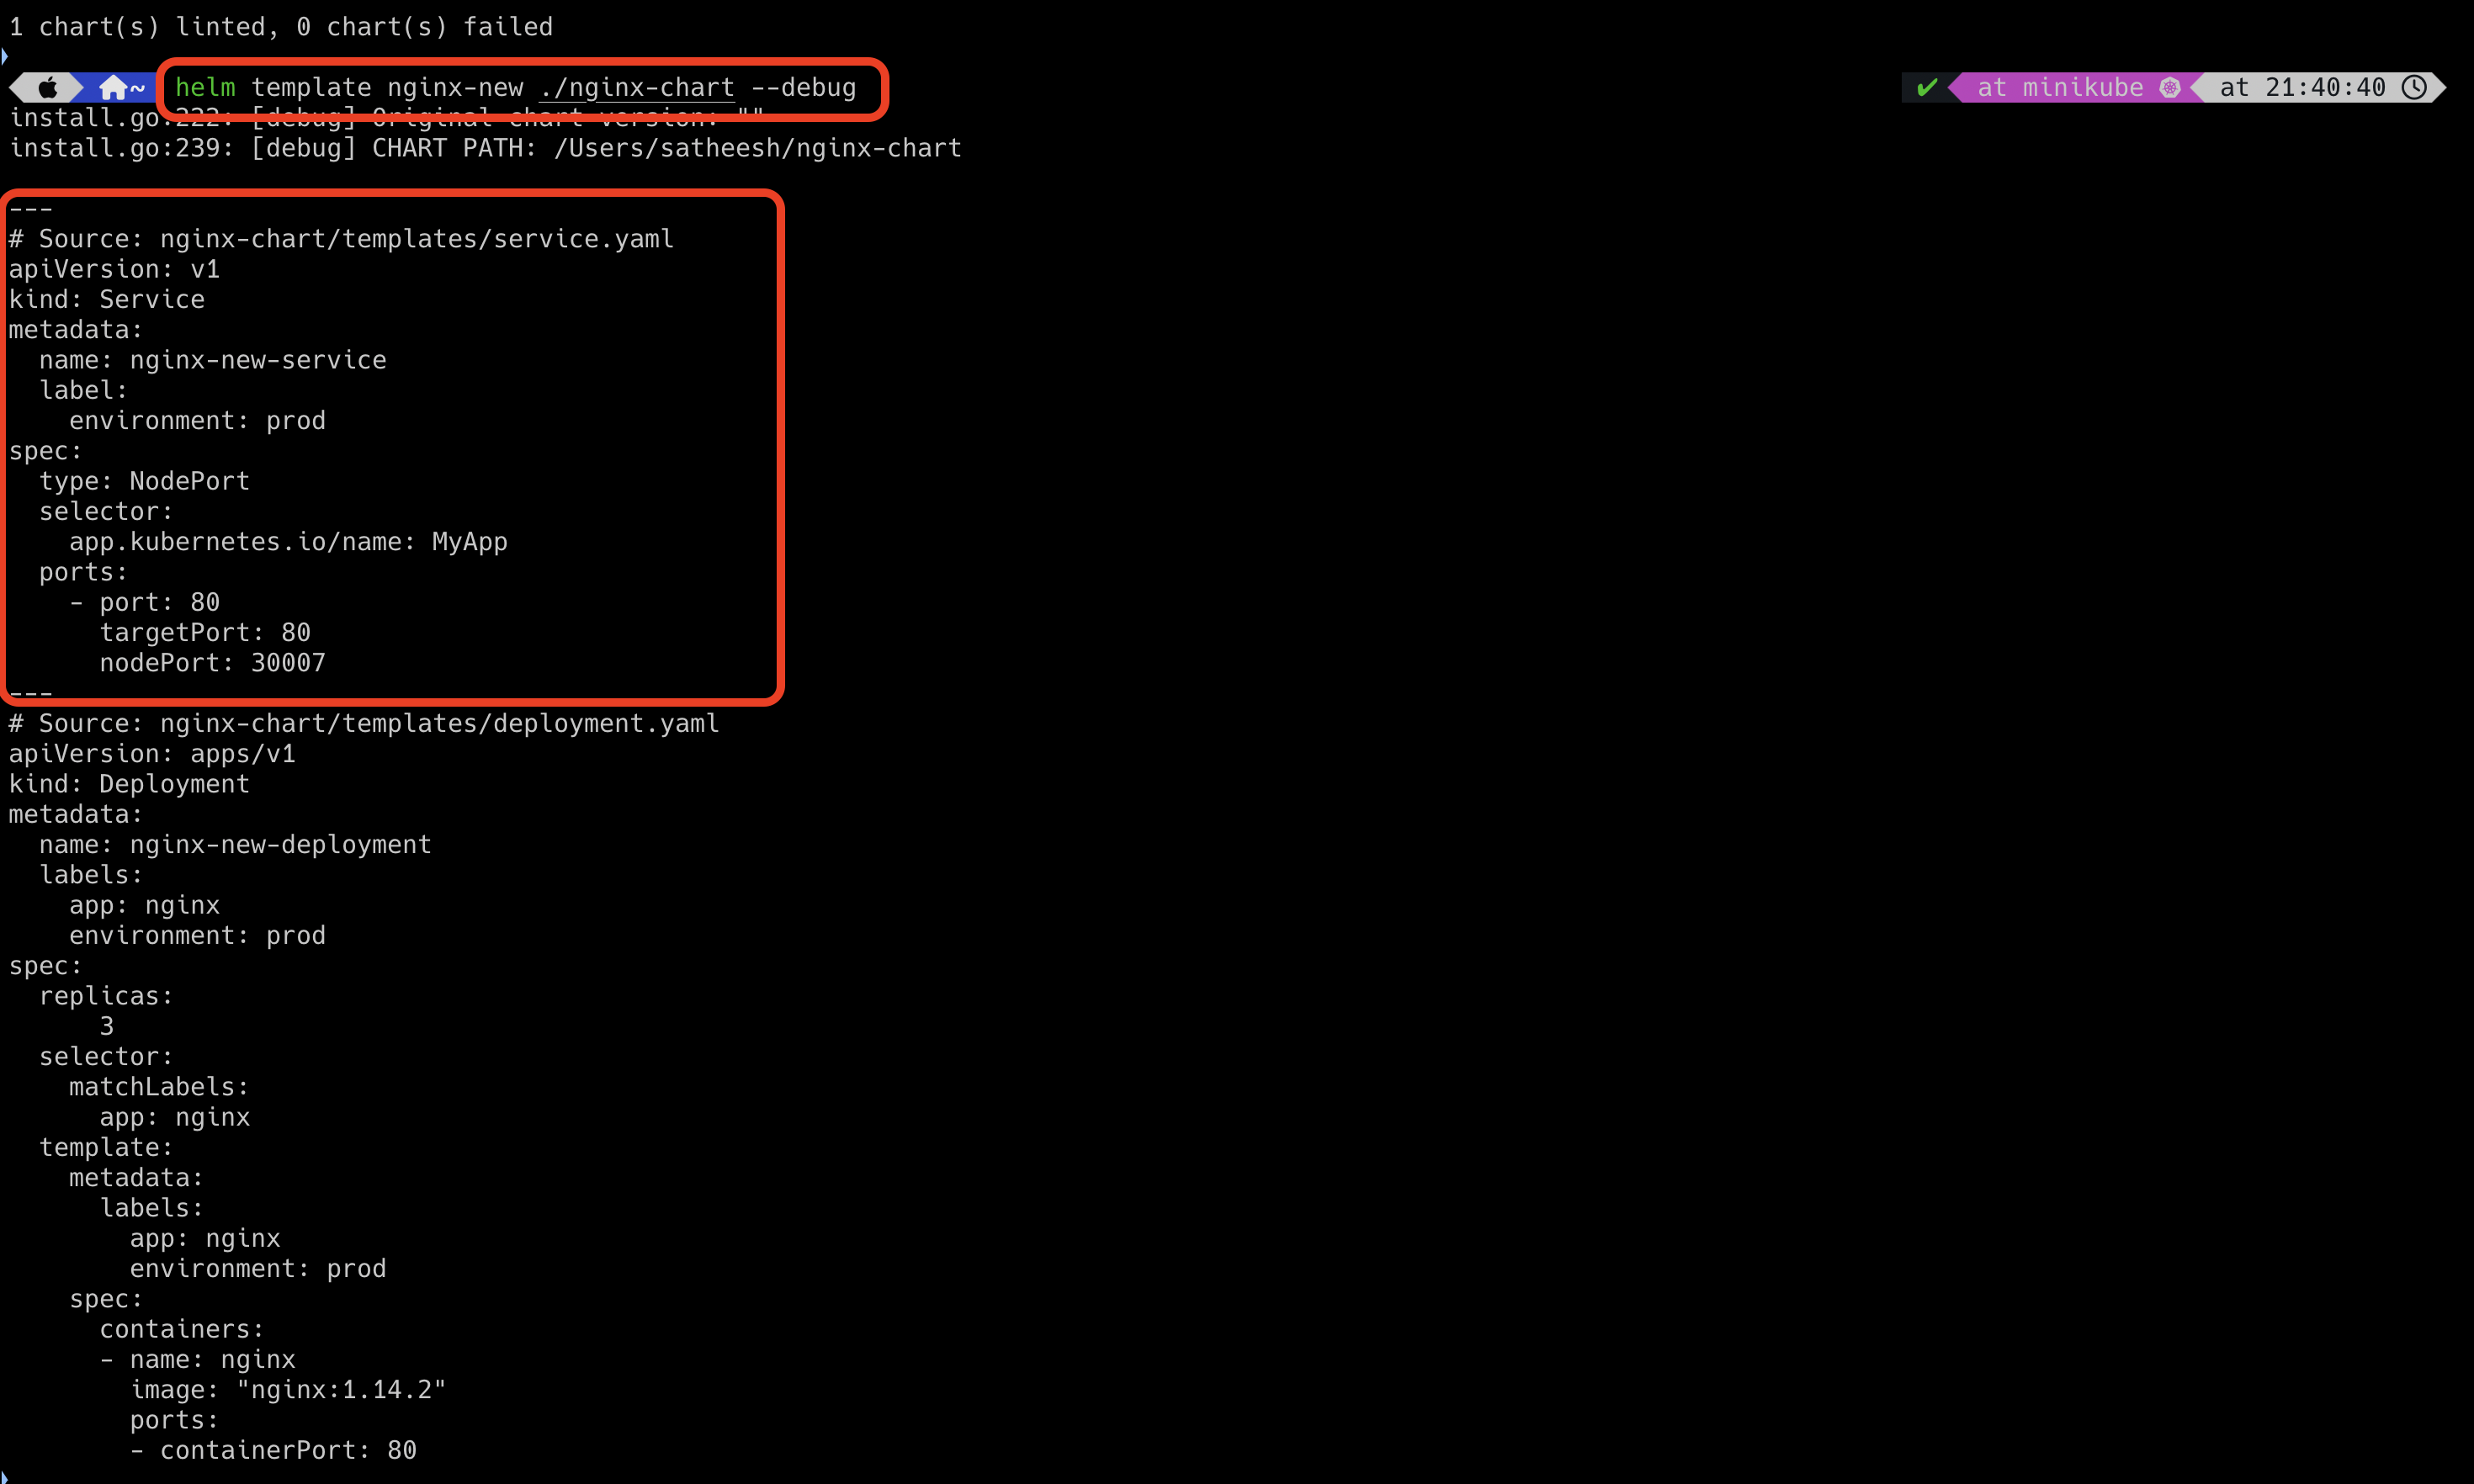 1 chart(s) linted, 0 chart(s) failed
~ helm template nginx-new ./nginx-chart --debug ✔ at minikube at 21:40:40
install.go:222: [debug] Original chart version: ""
install.go:239: [debug] CHART PATH: /Users/satheesh/nginx-chart
---
# Source: nginx-chart/templates/service.yaml
apiVersion: v1
kind: Service
metadata:
  name: nginx-new-service
  label:
    environment: prod
spec:
  type: NodePort
  selector:
    app.kubernetes.io/name: MyApp
  ports:
    - port: 80
      targetPort: 80
      nodePort: 30007
---
# Source: nginx-chart/templates/deployment.yaml
apiVersion: apps/v1
kind: Deployment
metadata:
  name: nginx-new-deployment
  labels:
    app: nginx
    environment: prod
spec:
  replicas:
      3
  selector:
    matchLabels:
      app: nginx
  template:
    metadata:
      labels:
        app: nginx
        environment: prod
    spec:
      containers:
      - name: nginx
        image: "nginx:1.14.2"
        ports:
        - containerPort: 80